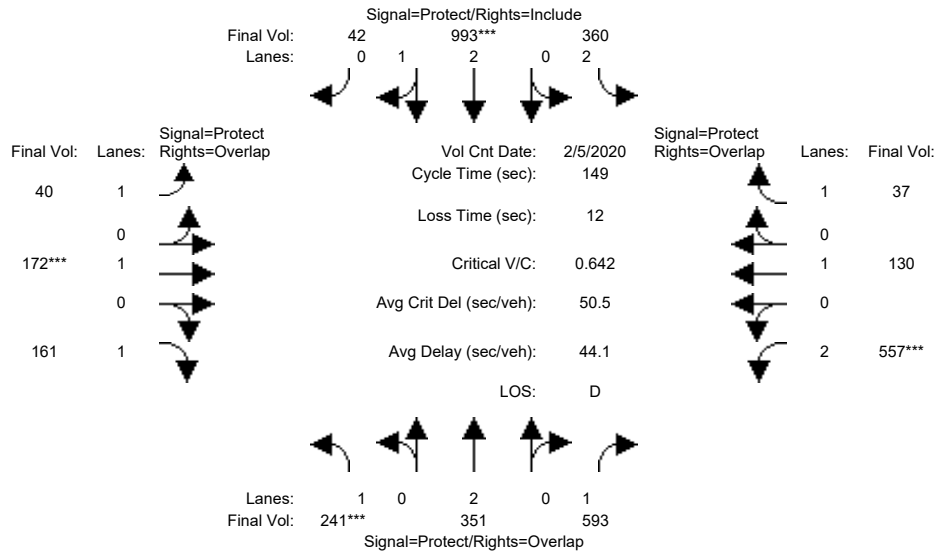 Signal=Protect/Rights=Include
Final Vol: 42 993*** 360
Lanes: 0 1 2 0 2
Signal=Protect Signal=Protect
Final Vol: Lanes: Rights=Overlap Vol Cnt Date: 2/5/2020 Rights=Overlap Lanes: Final Vol:
Cycle Time (sec): 149
40 1 1 37
Loss Time (sec): 12
0 0
172*** 1 Critical V/C: 0.642 1 130
0 Avg Crit Del (sec/veh): 50.5 0
161 1 Avg Delay (sec/veh): 44.1 2 557***
LOS: D
Lanes: 1 0 2 0 1
Final Vol: 241*** 351 593
Signal=Protect/Rights=Overlap